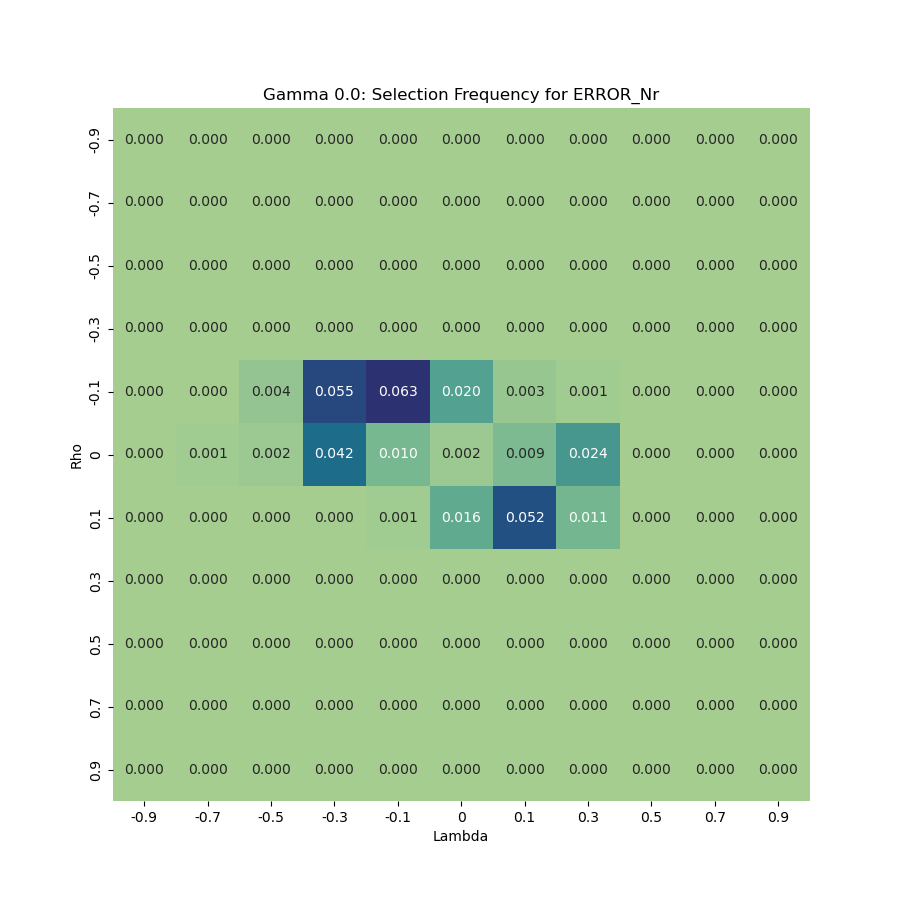 Gamma 0.0: Selection Frequency for ERROR_Nr
-0.9 0.000 0.000 0.000 0.000 0.000 0.000 0.000 0.000 0.000 0.000 0.000
-0.7 0.000 0.000 0.000 0.000 0.000 0.000 0.000 0.000 0.000 0.000 0.000
-0.5 0.000 0.000 0.000 0.000 0.000 0.000 0.000 0.000 0.000 0.000 0.000
-0.3 0.000 0.000 0.000 0.000 0.000 0.000 0.000 0.000 0.000 0.000 0.000
-0.1 0.000 0.000 0.004 0.055 0.063 0.020 0.003 0.001 0.000 0.000 0.000
Rho
0 0.000 0.001 0.002 0.042 0.010 0.002 0.009 0.024 0.000 0.000 0.000
0.1 0.000 0.000 0.000 0.000 0.001 0.016 0.052 0.011 0.000 0.000 0.000
0.3 0.000 0.000 0.000 0.000 0.000 0.000 0.000 0.000 0.000 0.000 0.000
0.5 0.000 0.000 0.000 0.000 0.000 0.000 0.000 0.000 0.000 0.000 0.000
0.7 0.000 0.000 0.000 0.000 0.000 0.000 0.000 0.000 0.000 0.000 0.000
0.9 0.000 0.000 0.000 0.000 0.000 0.000 0.000 0.000 0.000 0.000 0.000
-0.9 -0.7 -0.5 -0.3 -0.1 0 0.1 0.3 0.5 0.7 0.9
Lambda